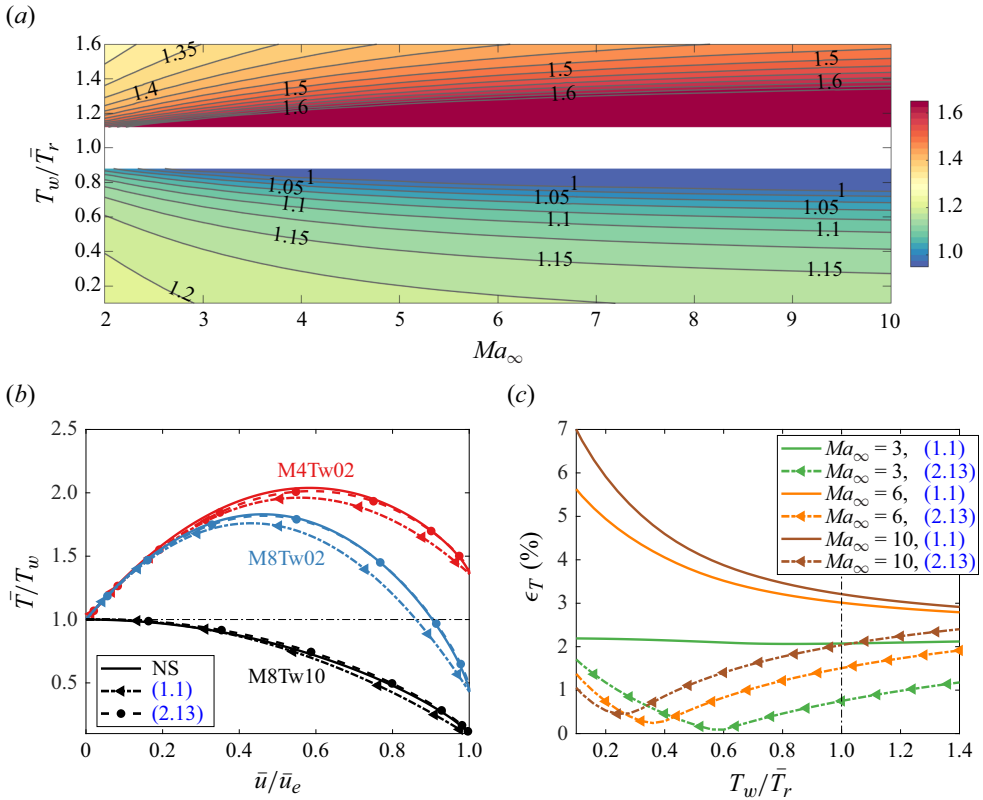 (a)
1.6
1.4
1.2
1.0
0.8
0.6
0.4
0.2
T_w/T̄_r
1.35
1.4
1.5
1.6
1.5
1.6
1.5
1.6
1
1.05
1.1
1.15
1.2
1.05
1.1
1.15
1
1.05
1.1
1.15
2 3 4 5 6 7 8 9 10
Ma_∞
1.6
1.4
1.2
1.0
(b)
2.5
2.0
1.5
1.0
0.5
T̄/T_w
M4Tw02
M8Tw02
M8Tw10
NS
(1.1)
(2.13)
0 0.2 0.4 0.6 0.8 1.0
ū/ū_e
(c)
7
6
5
4
3
2
1
0
ϵ_T (%)
Ma_∞ = 3, (1.1)
Ma_∞ = 3, (2.13)
Ma_∞ = 6, (1.1)
Ma_∞ = 6, (2.13)
Ma_∞ = 10, (1.1)
Ma_∞ = 10, (2.13)
0.2 0.4 0.6 0.8 1.0 1.2 1.4
T_w/T̄_r